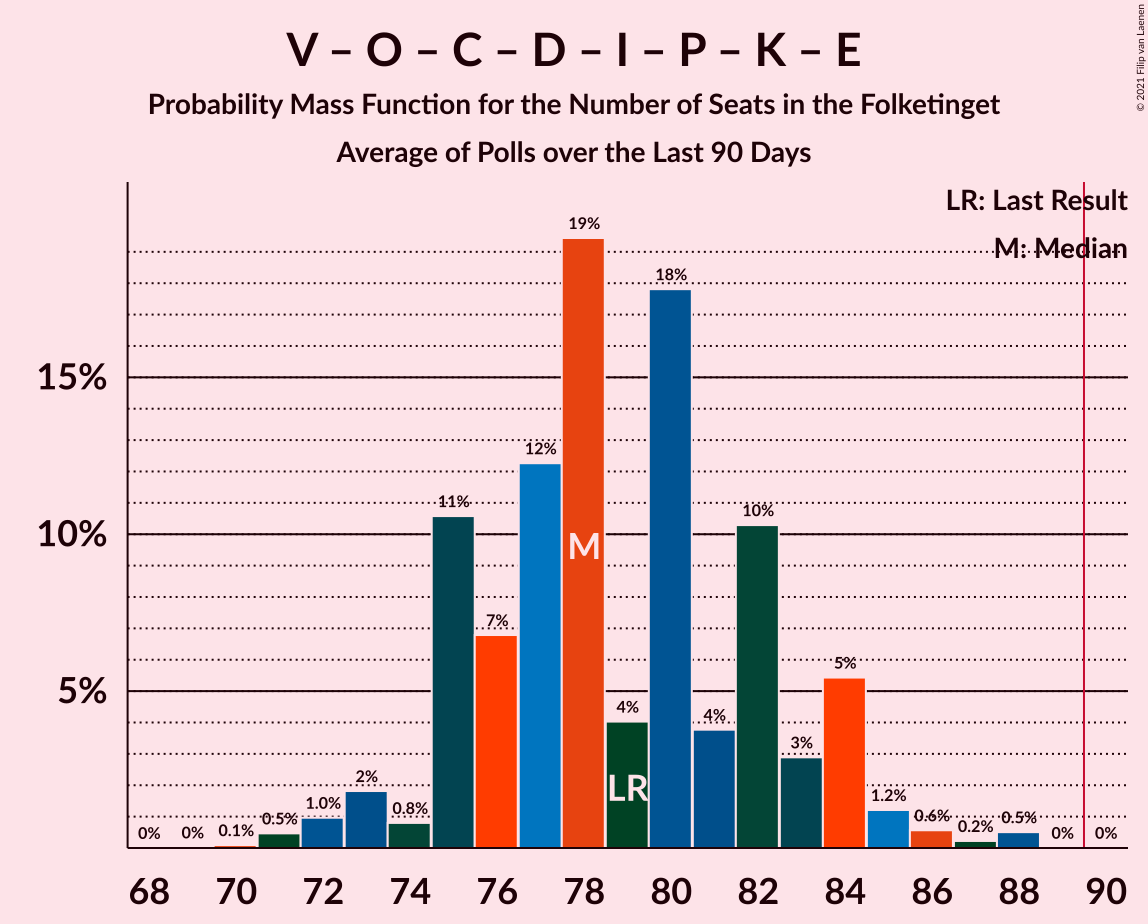 V – O – C – D – I – P – K – E
Probability Mass Function for the Number of Seats in the Folketinget
Average of Polls over the Last 90 Days
© 2021 Filip van Laenen
LR: Last Result
M: Median
15%
10%
5%
0%
0%
0.1%
0.5%
1.0%
2%
0.8%
11%
7%
12%
19%
4%
18%
4%
10%
3%
5%
1.2%
0.6%
0.2%
0.5%
0%
0%
M
LR
68 70 72 74 76 78 80 82 84 86 88 90